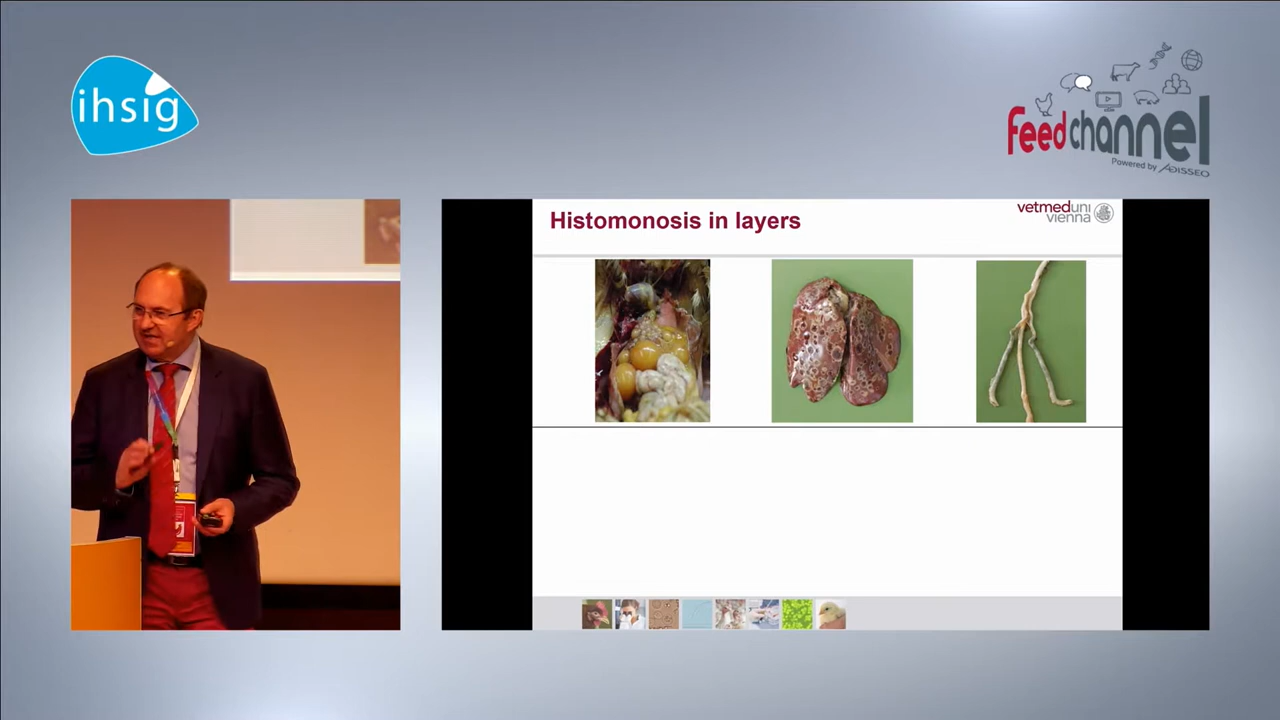 ihsig
feedchannel
Powered by ADISSEO
Histomonosis in layers
vetmeduni
vienna